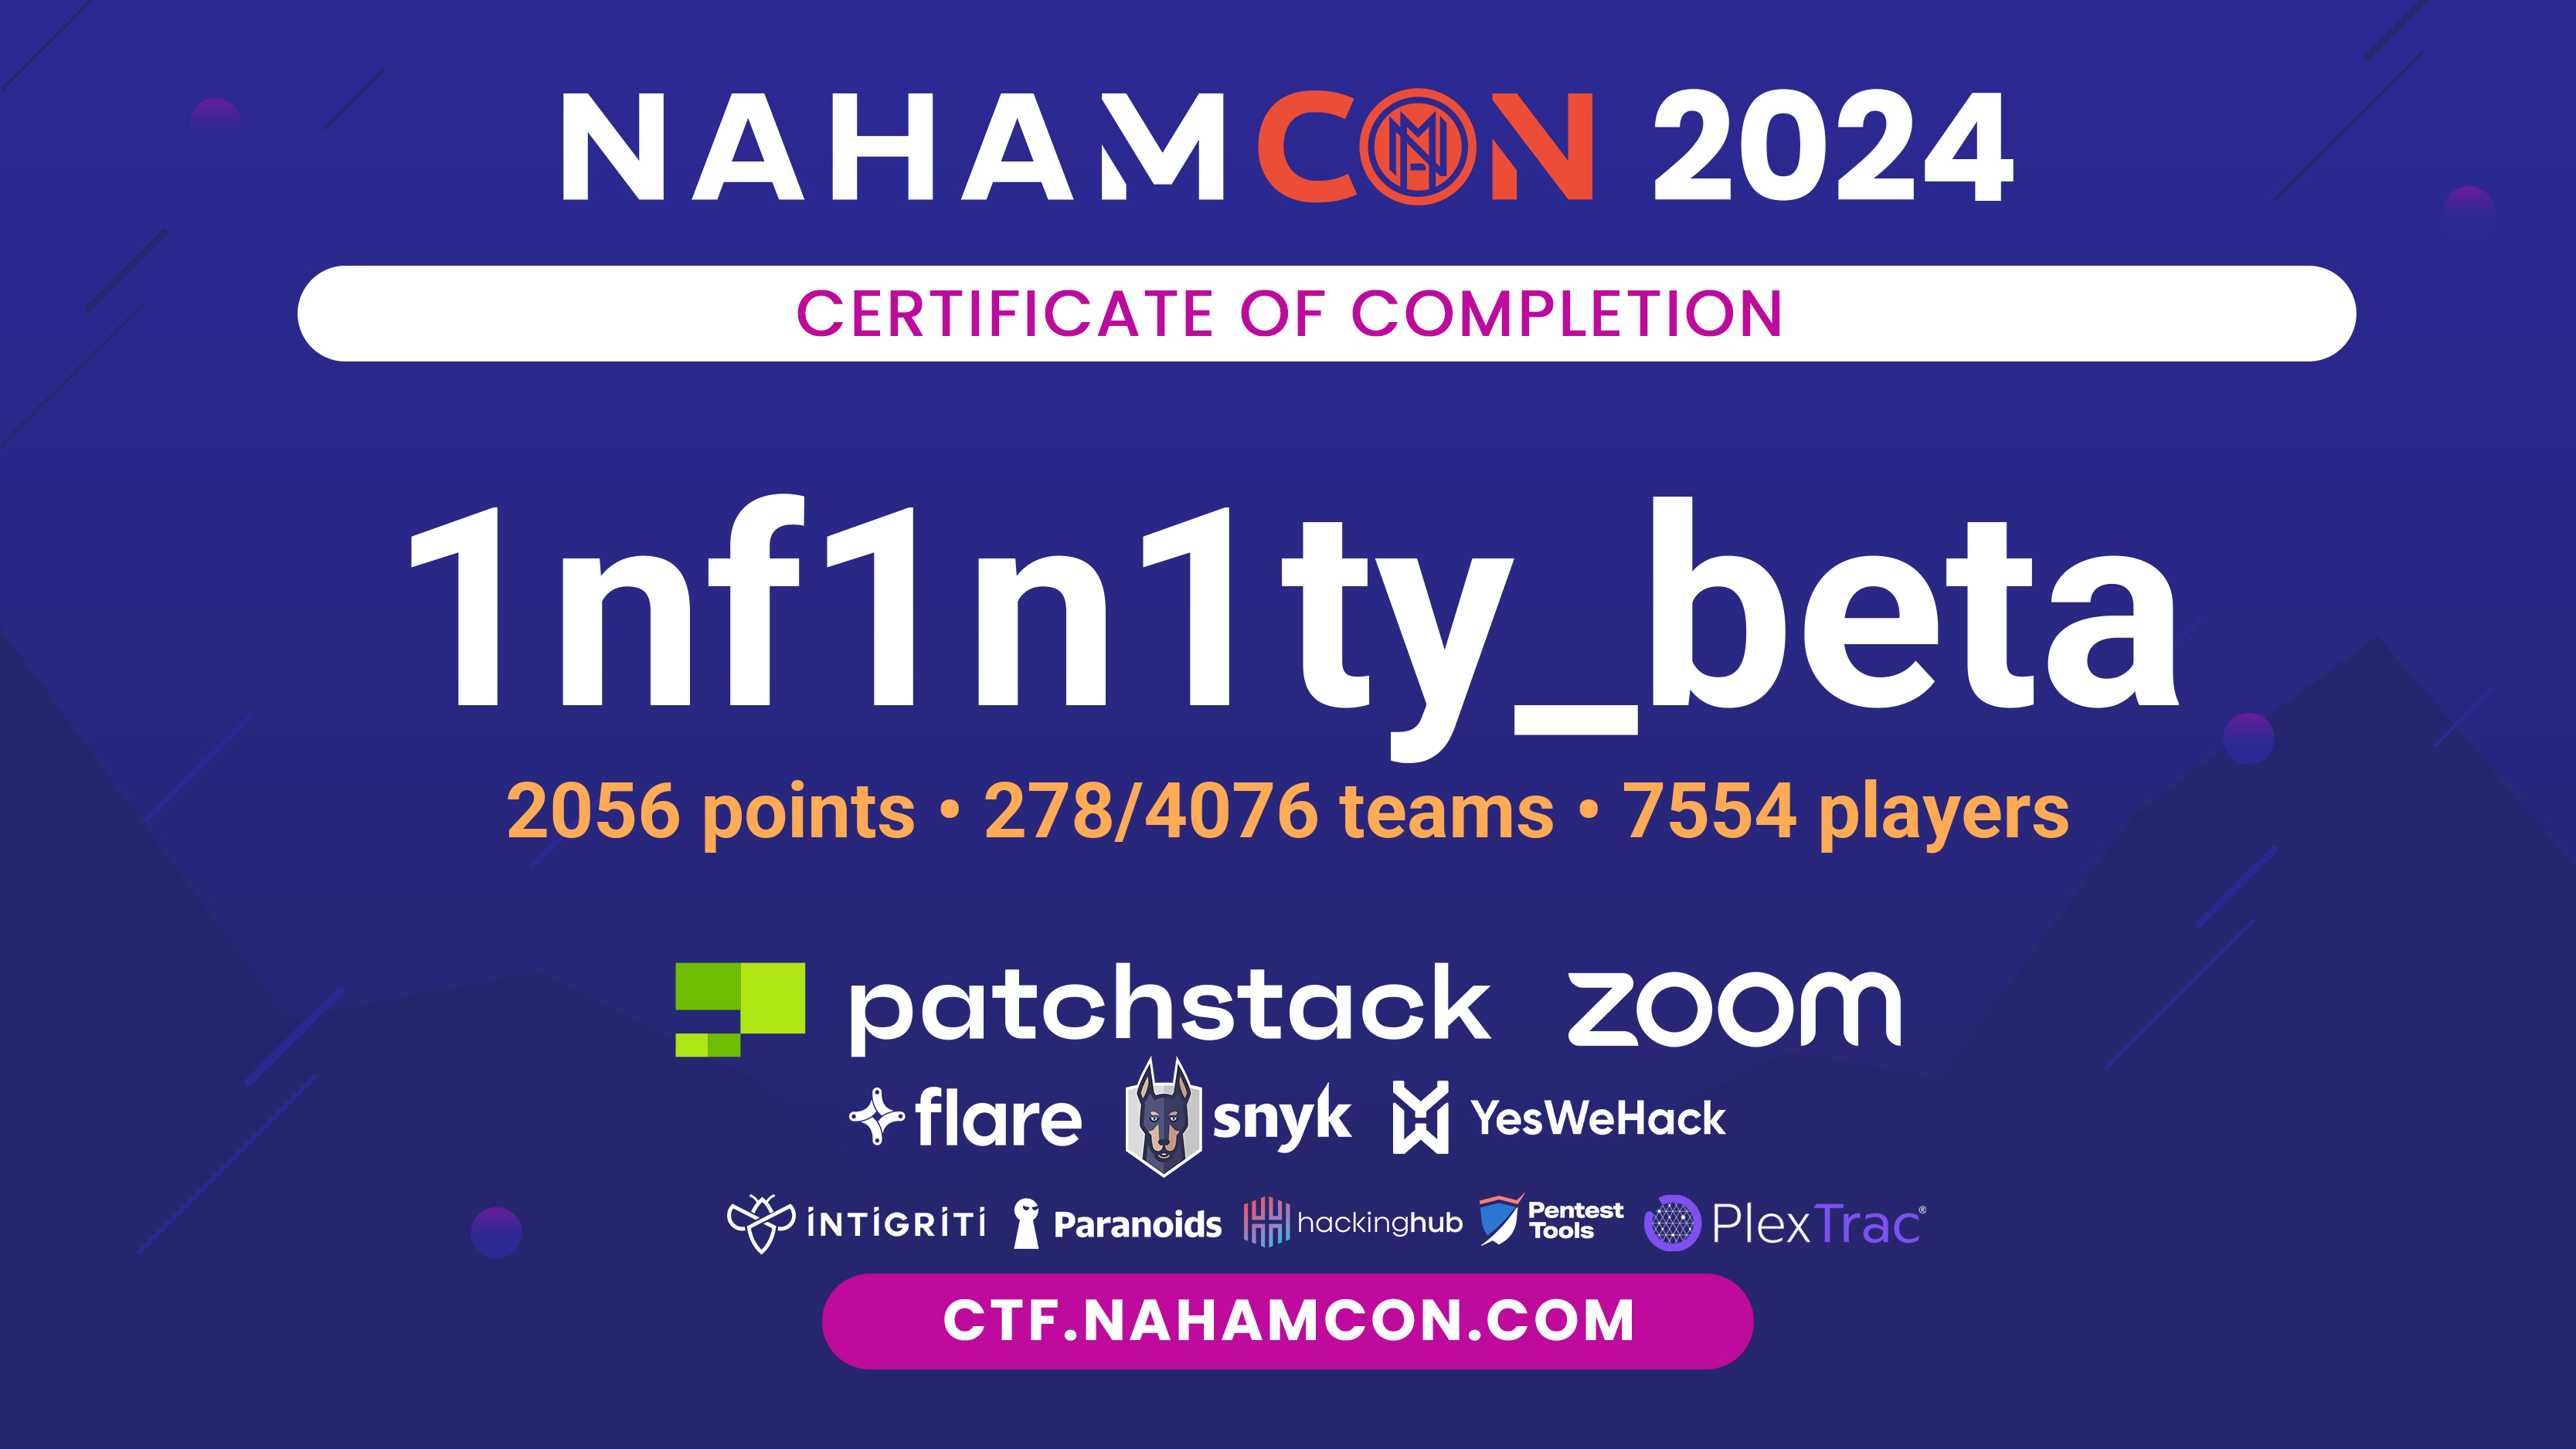 NAHAMCON 2024
CERTIFICATE OF COMPLETION
1nf1n1ty_beta
2056 points • 278/4076 teams • 7554 players
patchstack zoom
flare snyk YesWeHack
INTIGRITI Paranoids hackinghub Pentest Tools PlexTrac®
CTF.NAHAMCON.COM